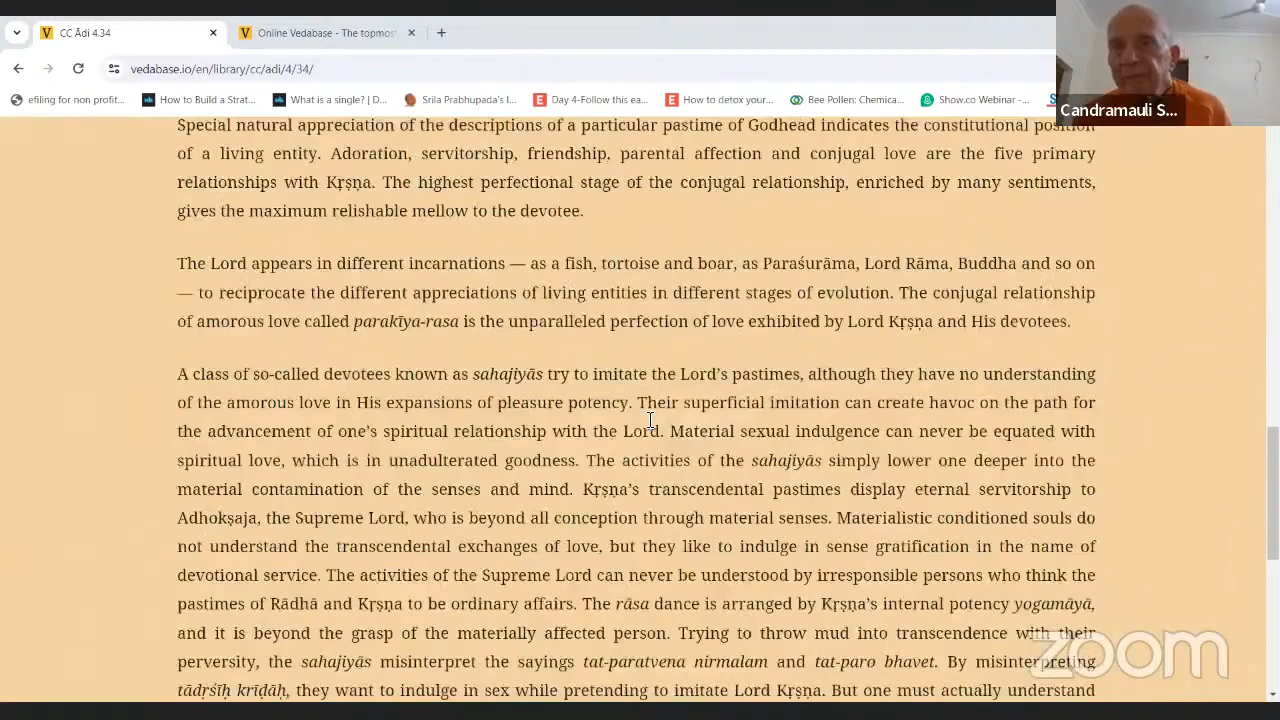 CC Ādi 4.34
Online Vedabase - The topmos
vedabase.io/en/library/cc/adi/4/34/
efiling for non profit...
How to Build a Strat...
What is a singh? | D...
Srila Prabhupada's l...
Day 4-Follow this ea...
How to detox your...
Bee Pollen: Chemica...
Show.co Webinar -...
Candramauli S...
Special natural appreciation of the descriptions of a particular pastime of Godhead indicates the constitutional position
of a living entity. Adoration, servitorship, friendship, parental affection and conjugal love are the five primary
relationships with Kṛṣṇa. The highest perfectional stage of the conjugal relationship, enriched by many sentiments,
gives the maximum relishable mellow to the devotee.
The Lord appears in different incarnations — as a fish, tortoise and boar, as Paraśurāma, Lord Rāma, Buddha and so on
— to reciprocate the different appreciations of living entities in different stages of evolution. The conjugal relationship
of amorous love called parakīya-rasa is the unparalleled perfection of love exhibited by Lord Kṛṣṇa and His devotees.
A class of so-called devotees known as sahajiyās try to imitate the Lord’s pastimes, although they have no understanding
of the amorous love in His expansions of pleasure potency. Their superficial imitation can create havoc on the path for
the advancement of one’s spiritual relationship with the Lord. Material sexual indulgence can never be equated with
spiritual love, which is in unadulterated goodness. The activities of the sahajiyās simply lower one deeper into the
material contamination of the senses and mind. Kṛṣṇa’s transcendental pastimes display eternal servitorship to
Adhokṣaja, the Supreme Lord, who is beyond all conception through material senses. Materialistic conditioned souls do
not understand the transcendental exchanges of love, but they like to indulge in sense gratification in the name of
devotional service. The activities of the Supreme Lord can never be understood by irresponsible persons who think the
pastimes of Rādhā and Kṛṣṇa to be ordinary affairs. The rāsa dance is arranged by Kṛṣṇa’s internal potency yogamāyā,
and it is beyond the grasp of the materially affected person. Trying to throw mud into transcendence with their
perversity, the sahajiyās misinterpret the sayings tat-paratvena nirmalam and tat-paro bhavet. By misinterpreting
tādṛśīḥ krīḍāḥ, they want to indulge in sex while pretending to imitate Lord Kṛṣṇa. But one must actually understand
zoom